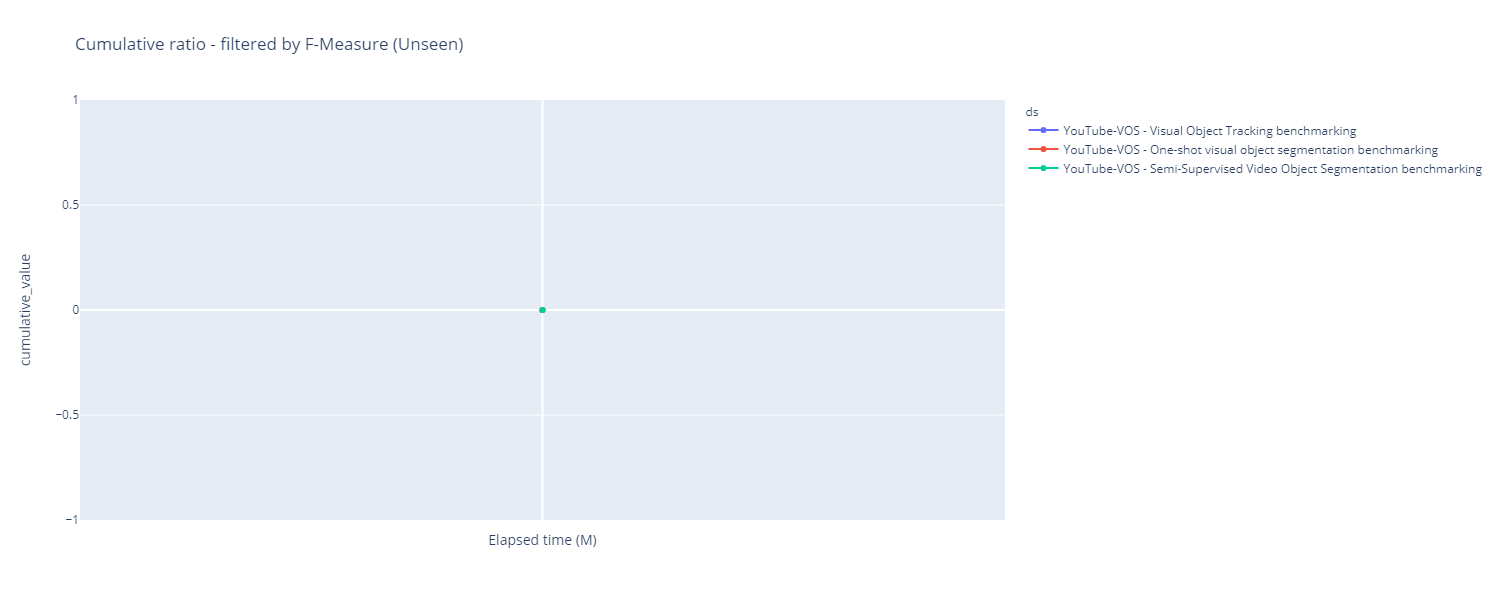 Cumulative ratio - filtered by F-Measure (Unseen)
1
0.5
0
−0.5
−1
cumulative_value
Elapsed time (M)
ds
YouTube-VOS - Visual Object Tracking benchmarking
YouTube-VOS - One-shot visual object segmentation benchmarking
YouTube-VOS - Semi-Supervised Video Object Segmentation benchmarking